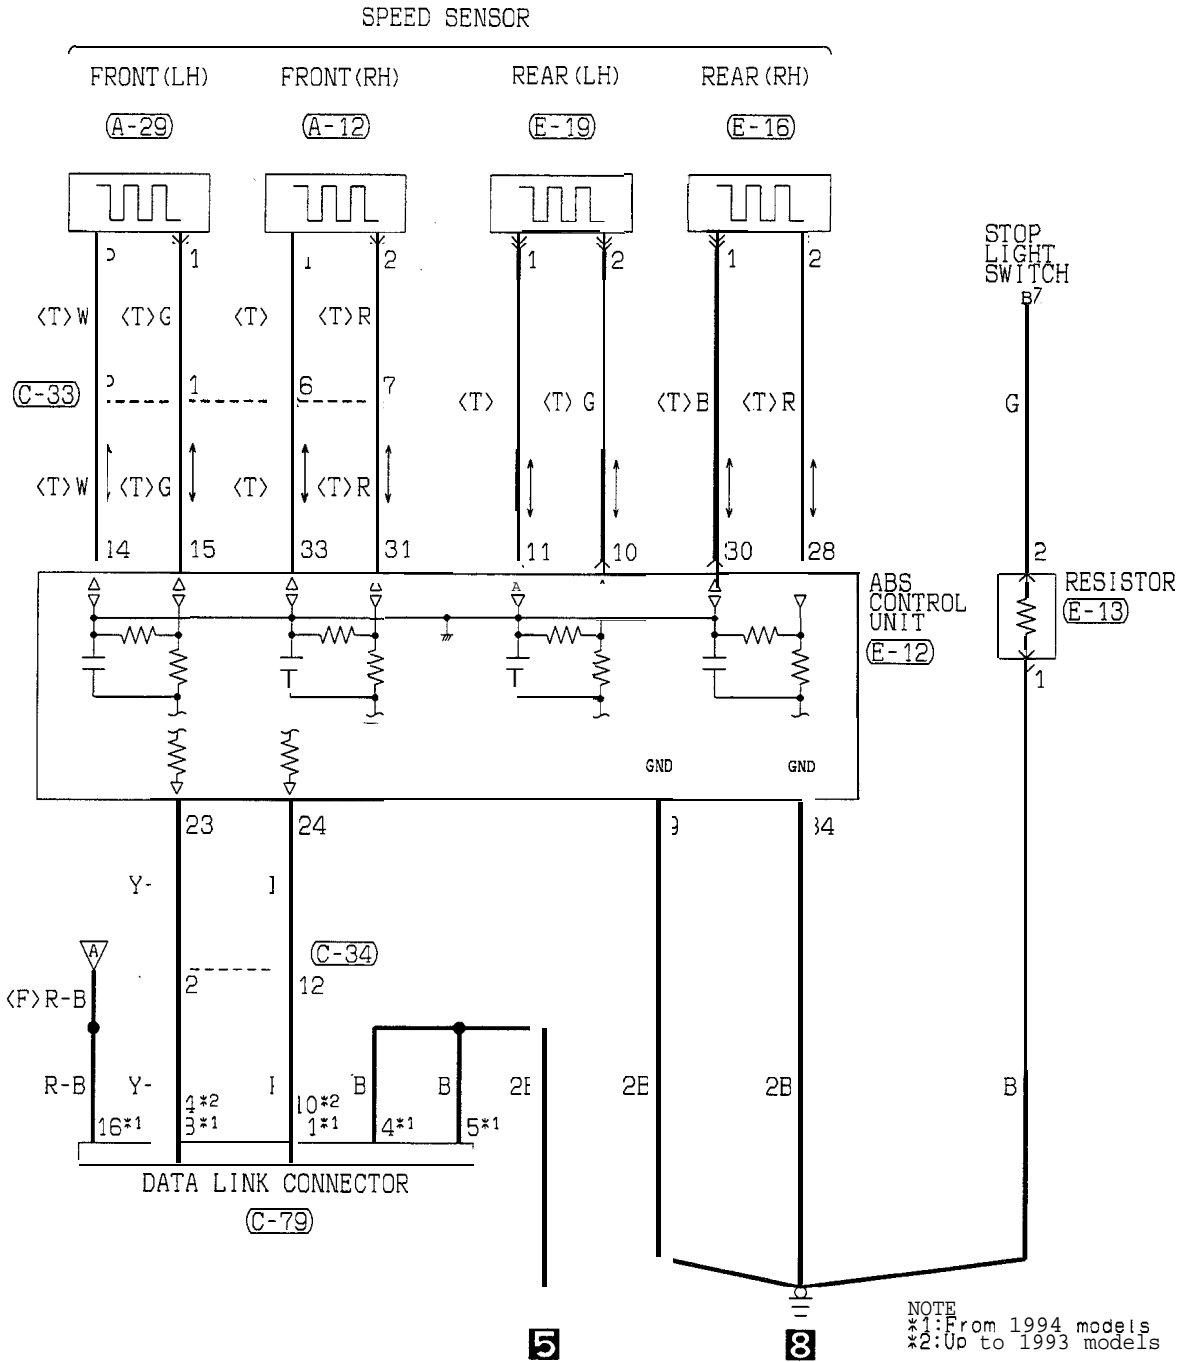 SPEED SENSOR
FRONT(LH) FRONT(RH) REAR(LH) REAR(RH)
A-29 A-12 E-19 E-16
STOP
LIGHT
SWITCH
1 2 1 2 1 2
B7
<T>W <T>G <T> <T>R
C-33 1 6 7
<T> <T>G <T>B <T>R G
<T>W <T>G <T> <T>R
14 15 33 31 11 10 30 28 2
ABS
CONTROL
UNIT
E-12
RESISTOR
E-13
1
GND GND
23 24
Y-
A
C-34
2 12
<F>R-B
R-B Y- B B 2B 2B B
4*2 10*2
16*1 3*1 1*1 4*1 5*1
DATA LINK CONNECTOR
C-79
NOTE
*1:From 1994 models
*2:Up to 1993 models
5 8